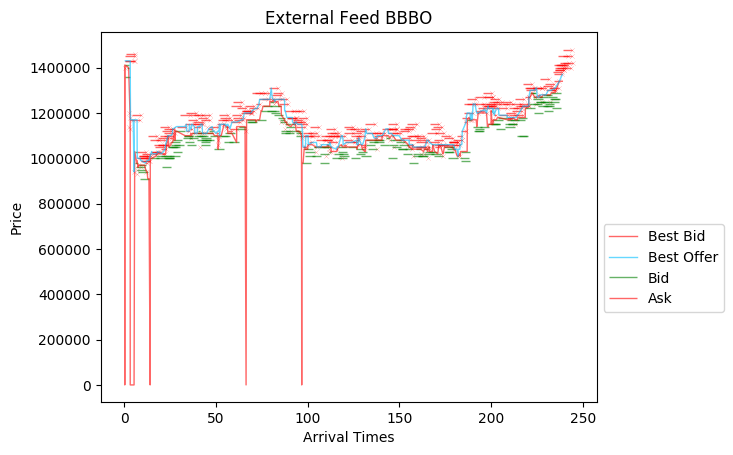 External Feed BBBO
Price
1400000
1200000
1000000
800000
600000
400000
200000
0
0 50 100 150 200 250
Arrival Times
Best Bid
Best Offer
Bid
Ask